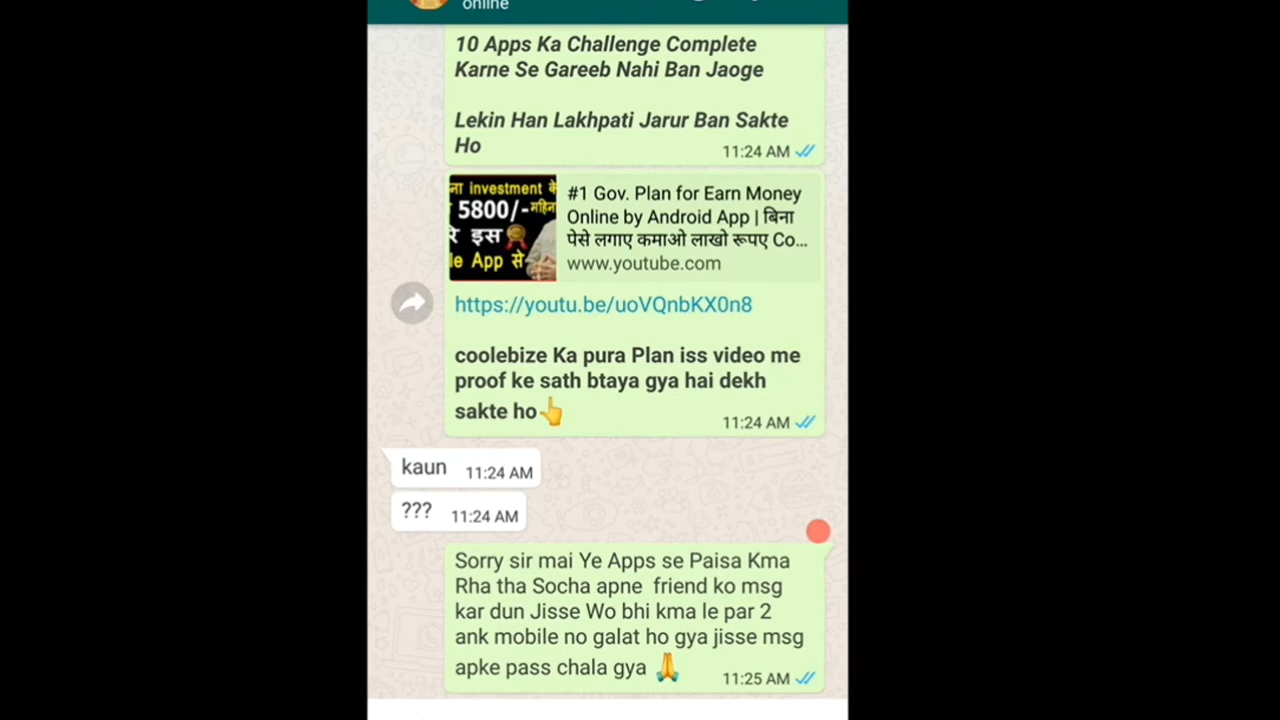 online
10 Apps Ka Challenge Complete
Karne Se Gareeb Nahi Ban Jaoge
Lekin Han Lakhpati Jarur Ban Sakte
Ho
11:24 AM
investment के
5800/-महिन
रे इस
le App से
#1 Gov. Plan for Earn Money
Online by Android App | बिना
पेसे लगाए कमाओ लाखो रूपए Co...
www.youtube.com
https://youtu.be/uoVQnbKX0n8
coolebize Ka pura Plan iss video me
proof ke sath btaya gya hai dekh
sakte ho👆
11:24 AM
kaun 11:24 AM
??? 11:24 AM
Sorry sir mai Ye Apps se Paisa Kma
Rha tha Socha apne friend ko msg
kar dun Jisse Wo bhi kma le par 2
ank mobile no galat ho gya jisse msg
apke pass chala gya 🙏
11:25 AM